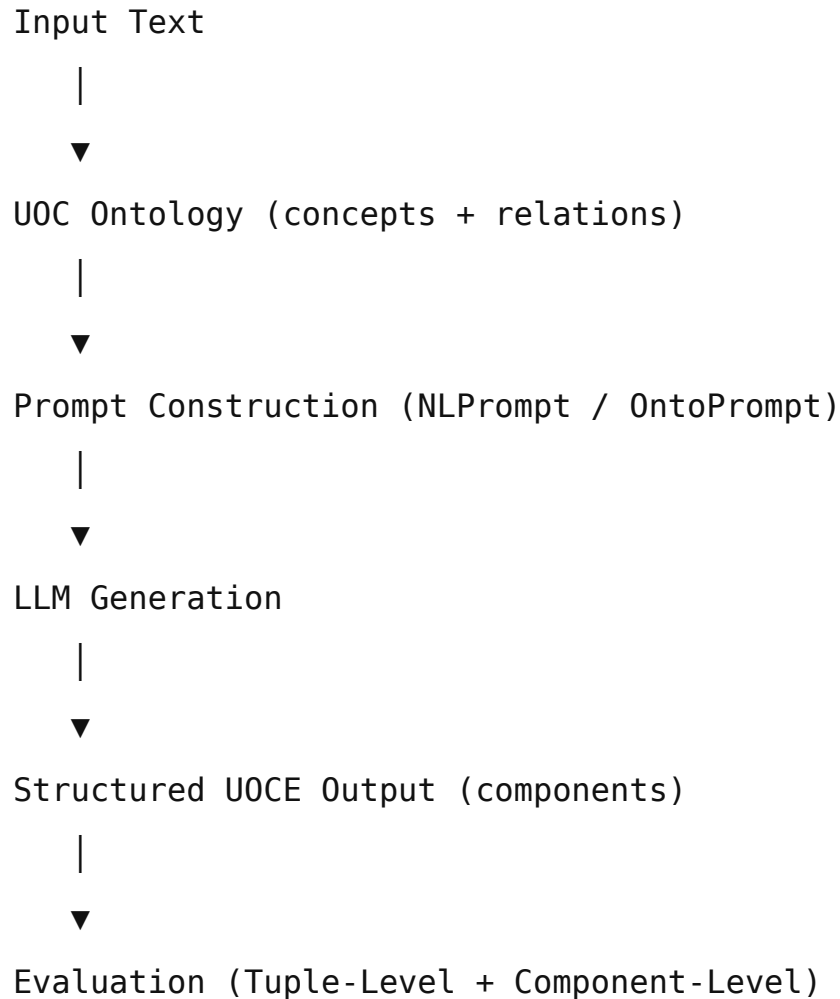 Input Text
│
▼
UOC Ontology (concepts + relations)
│
▼
Prompt Construction (NLPrompt / OntoPrompt)
│
▼
LLM Generation
│
▼
Structured UOCE Output (components)
│
▼
Evaluation (Tuple-Level + Component-Level)